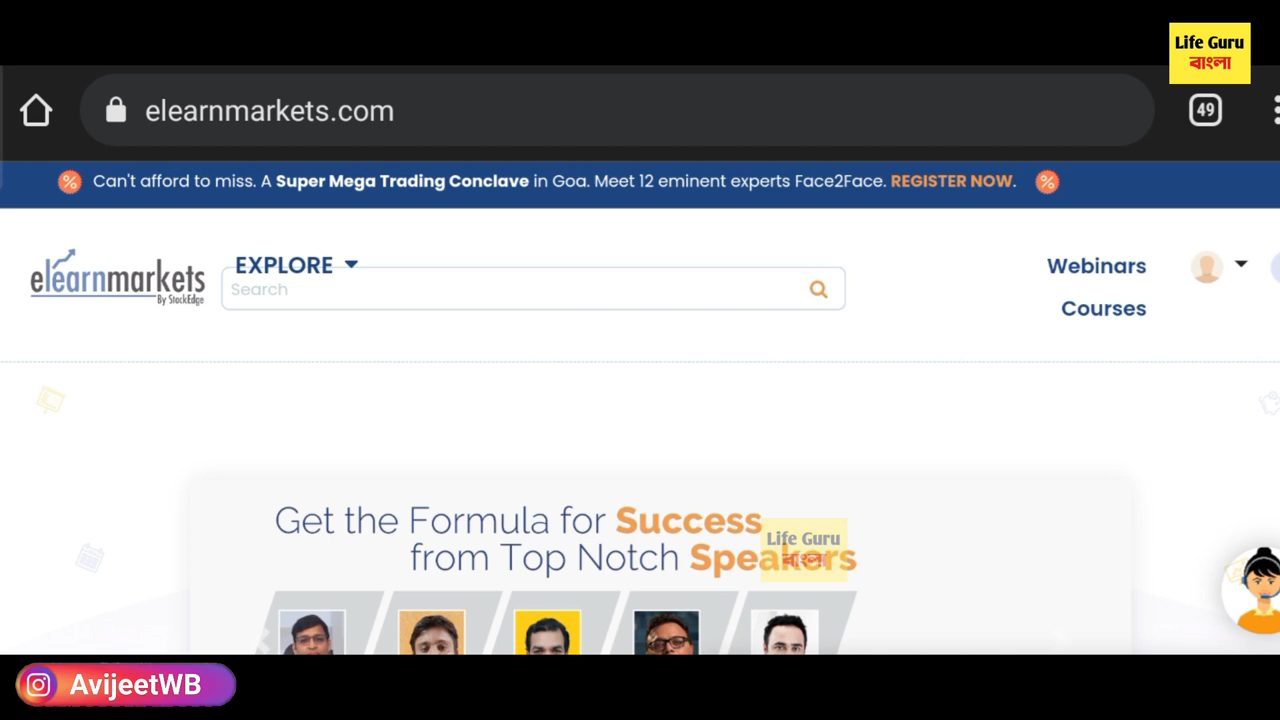 Life Guru
বাংলা
elearnmarkets.com
49
% Can't afford to miss. A Super Mega Trading Conclave in Goa. Meet 12 eminent experts Face2Face. REGISTER NOW. %
elearnmarkets
By StockEdge
EXPLORE
Search
Webinars
Courses
Get the Formula for Success
from Top Notch Speakers
Life Guru
বাংলা
AvijeetWB